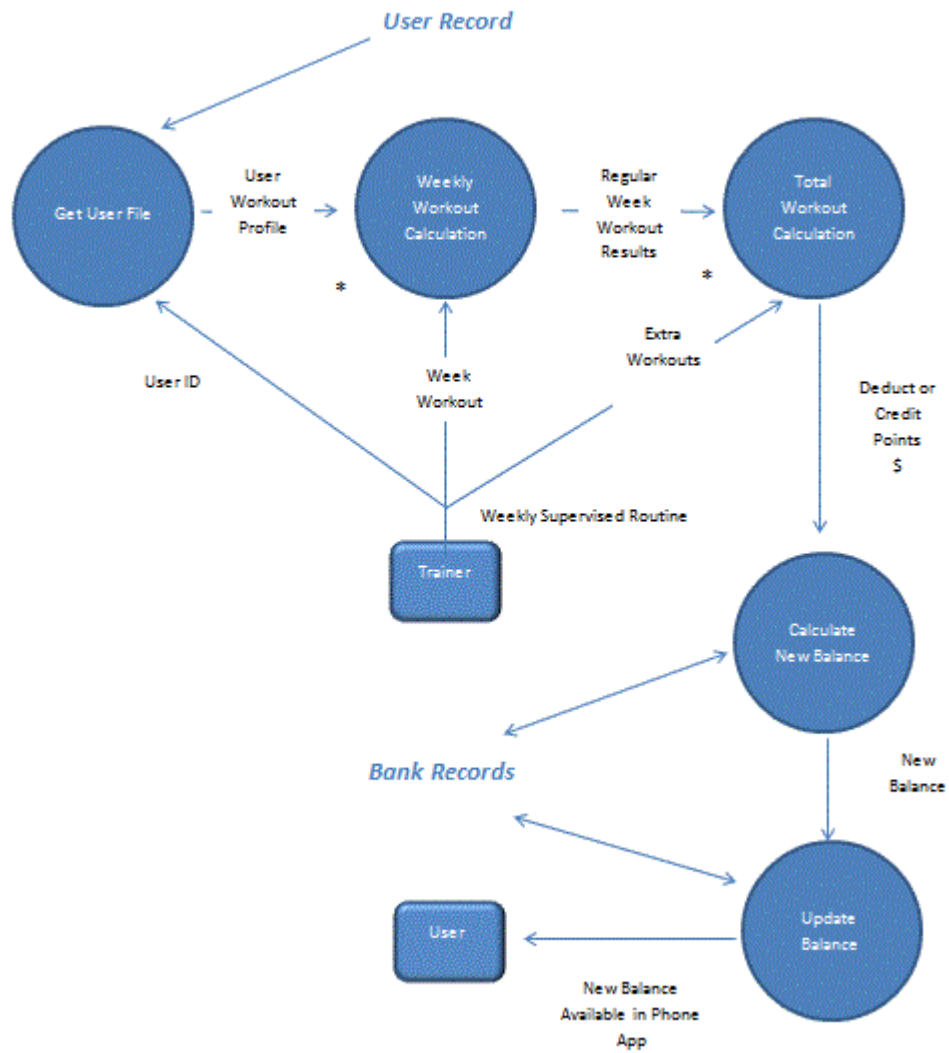 User Record
Get User File
User
Workout
Profile
Weekly
Workout
Calculation
Regular
Week
Workout
Results
Total
Workout
Calculation
*
*
User ID
Week
Workout
Extra
Workouts
Deduct or
Credit
Points
$
Weekly Supervised Routine
Trainer
Calculate
New Balance
Bank Records
New
Balance
User
Update
Balance
New Balance
Available in Phone
App